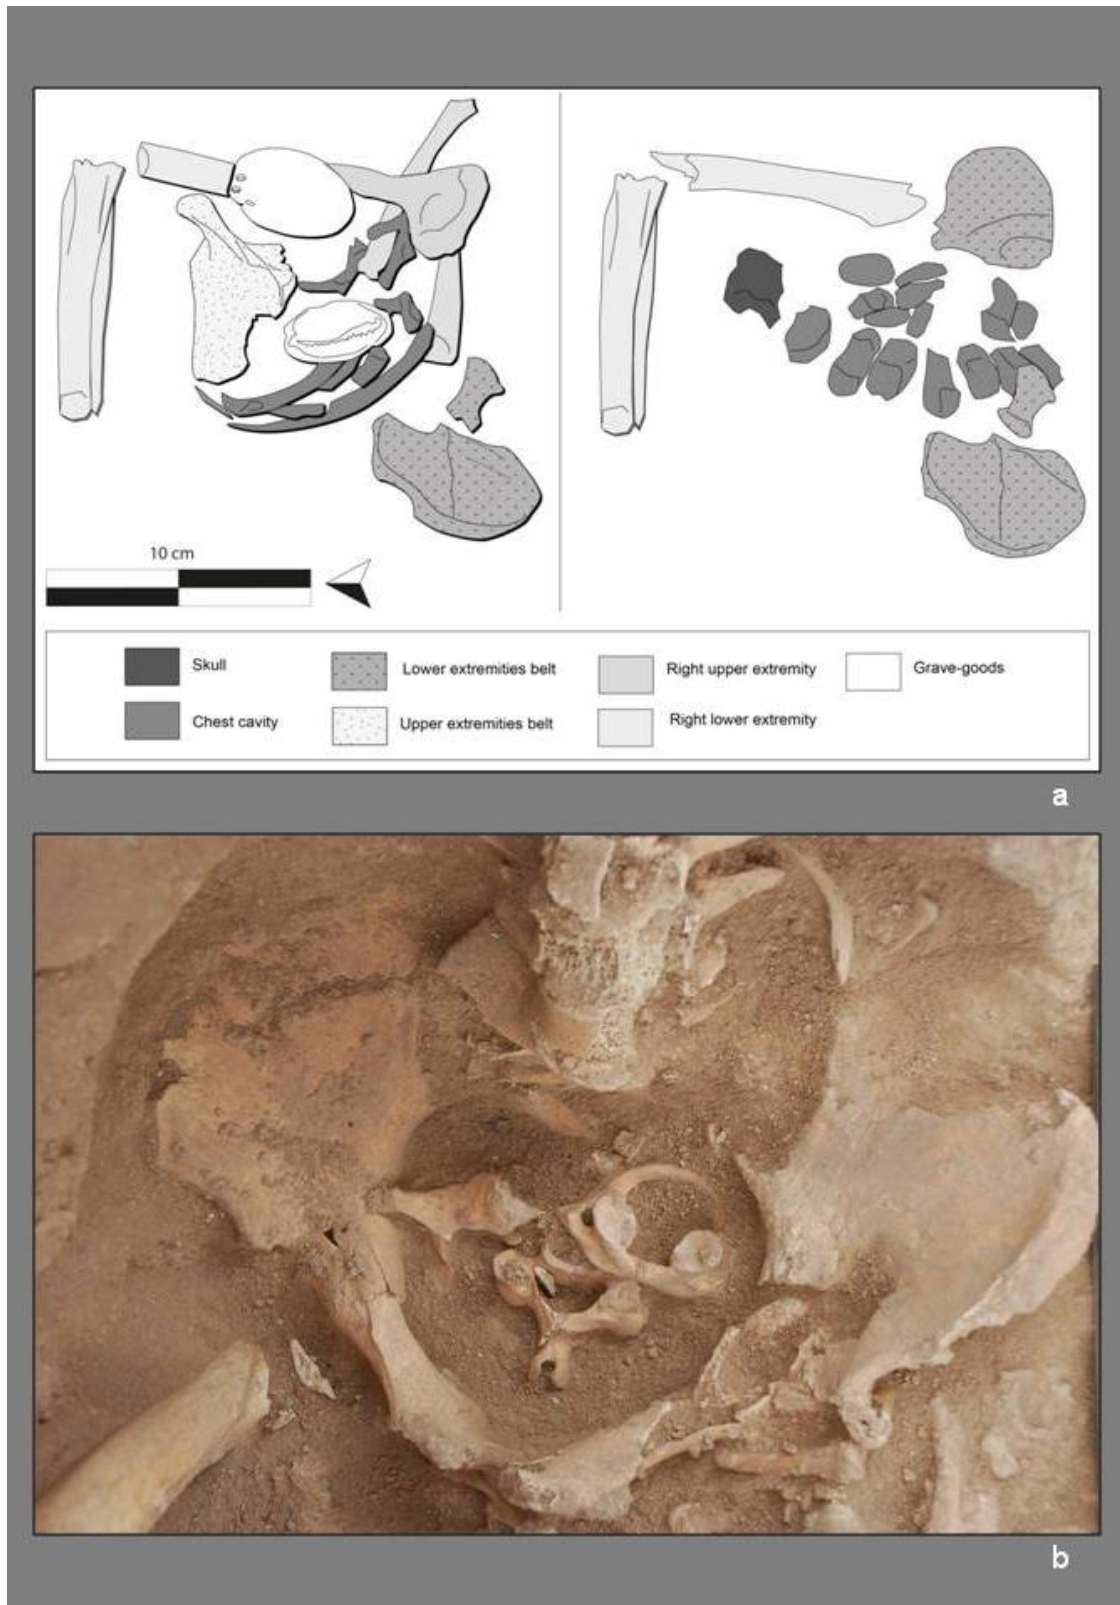 10 cm
Skull
Lower extremities belt
Right upper extremity
Grave-goods
Chest cavity
Upper extremities belt
Right lower extremity
a
b